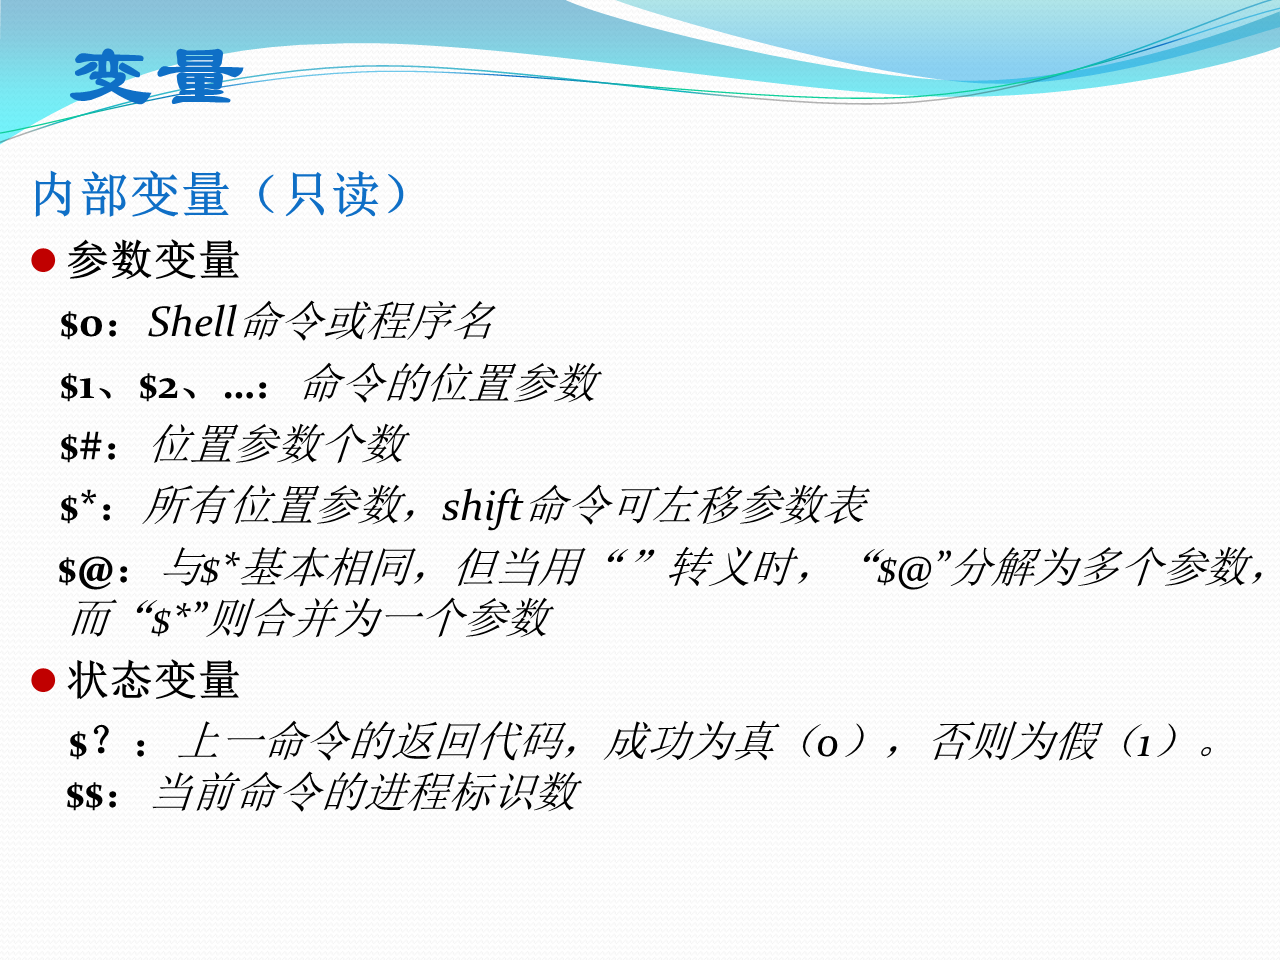 变量
内部变量（只读）
参数变量
$0：Shell命令或程序名
$1、$2、…：命令的位置参数
$#：位置参数个数
$*：所有位置参数，shift命令可左移参数表
$@：与$*基本相同，但当用“ ”转义时，“$@”分解为多个参数，
而“$*”则合并为一个参数
状态变量
$？：上一命令的返回代码，成功为真（0），否则为假（1）。
$$：当前命令的进程标识数